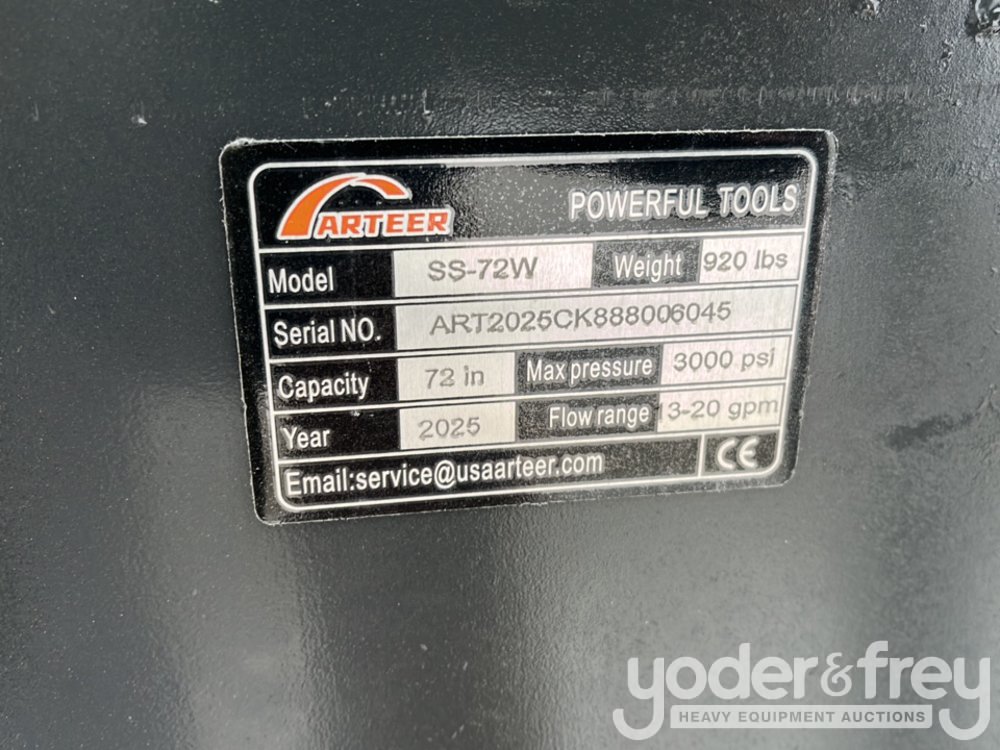 ARTEER POWERFUL TOOLS
Model SS-72W Weight 920 lbs
Serial NO. ART2025CK888006045
Capacity 72 in Max pressure 3000 psi
Year 2025 Flow range 13-20 gpm
Email:service@usaarteer.com CE
yoder&frey
HEAVY EQUIPMENT AUCTIONS